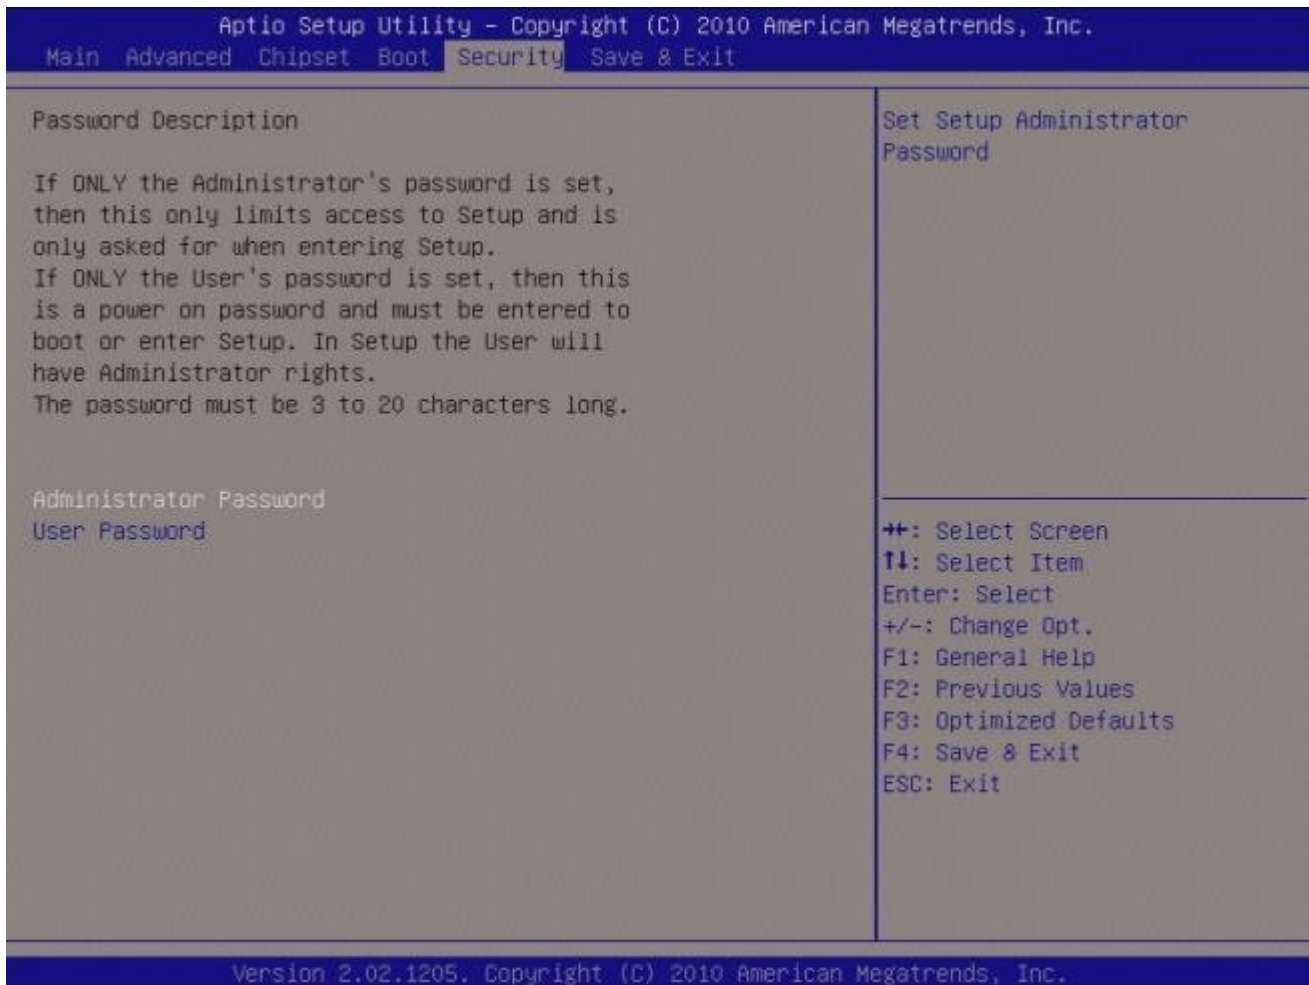 Aptio Setup Utility – Copyright (C) 2010 American Megatrends, Inc.
Main Advanced Chipset Boot Security Save & Exit
Password Description
If ONLY the Administrator's password is set,
then this only limits access to Setup and is
only asked for when entering Setup.
If ONLY the User's password is set, then this
is a power on password and must be entered to
boot or enter Setup. In Setup the User will
have Administrator rights.
The password must be 3 to 20 characters long.
Administrator Password
User Password
Set Setup Administrator
Password
→←: Select Screen
↑↓: Select Item
Enter: Select
+/-: Change Opt.
F1: General Help
F2: Previous Values
F3: Optimized Defaults
F4: Save & Exit
ESC: Exit
Version 2.02.1205. Copyright (C) 2010 American Megatrends, Inc.